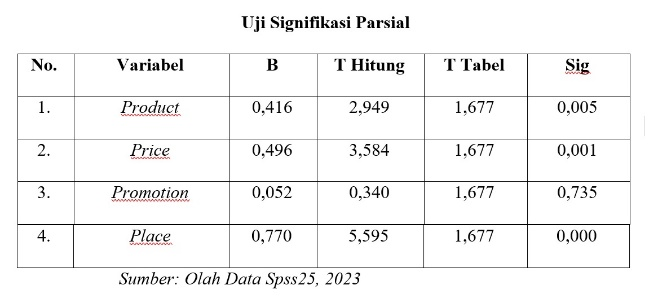 Uji Signifikasi Parsial
No. Variabel B T Hitung T Tabel Sig
1. Product 0,416 2,949 1,677 0,005
2. Price 0,496 3,584 1,677 0,001
3. Promotion 0,052 0,340 1,677 0,735
4. Place 0,770 5,595 1,677 0,000
Sumber: Olah Data Spss25, 2023